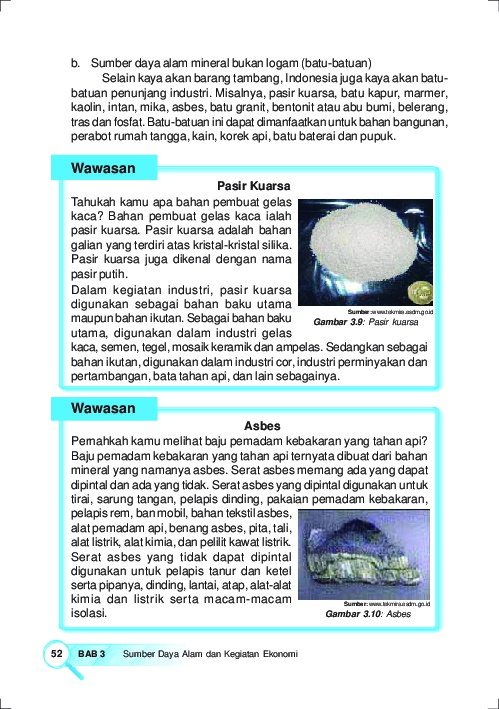 b. Sumber daya alam mineral bukan logam (batu-batuan)
Selain kaya akan barang tambang, Indonesia juga kaya akan batu-
batuan penunjang industri. Misalnya, pasir kuarsa, batu kapur, marmer,
kaolin, intan, mika, asbes, batu granit, bentonit atau abu bumi, belerang,
tras dan fosfat. Batu-batuan ini dapat dimanfaatkan untuk bahan bangunan,
perabot rumah tangga, kain, korek api, batu baterai dan pupuk.
Wawasan
Pasir Kuarsa
Tahukah kamu apa bahan pembuat gelas
kaca? Bahan pembuat gelas kaca ialah
pasir kuarsa. Pasir kuarsa adalah bahan
galian yang terdiri atas kristal-kristal silika.
Pasir kuarsa juga dikenal dengan nama
pasir putih.
Dalam kegiatan industri, pasir kuarsa
digunakan sebagai bahan baku utama
maupun bahan ikutan. Sebagai bahan baku
utama, digunakan dalam industri gelas
kaca, semen, tegel, mosaik keramik dan ampelas. Sedangkan sebagai
bahan ikutan, digunakan dalam industri cor, industri perminyakan dan
pertambangan, bata tahan api, dan lain sebagainya.
Sumber: www.tekmira.esdm.go.id
Gambar 3.9: Pasir kuarsa
Wawasan
Asbes
Pernahkah kamu melihat baju pemadam kebakaran yang tahan api?
Baju pemadam kebakaran yang tahan api ternyata dibuat dari bahan
mineral yang namanya asbes. Serat asbes memang ada yang dapat
dipintal dan ada yang tidak. Serat asbes yang dipintal digunakan untuk
tirai, sarung tangan, pelapis dinding, pakaian pemadam kebakaran,
pelapis rem, ban mobil, bahan tekstil asbes,
alat pemadam api, benang asbes, pita, tali,
alat listrik, alat kimia, dan pelilit kawat listrik.
Serat asbes yang tidak dapat dipintal
digunakan untuk pelapis tanur dan ketel
serta pipanya, dinding, lantai, atap, alat-alat
kimia dan listrik serta macam-macam
isolasi.
Sumber: www.tekmira.esdm.go.id
Gambar 3.10: Asbes
52 BAB 3 Sumber Daya Alam dan Kegiatan Ekonomi